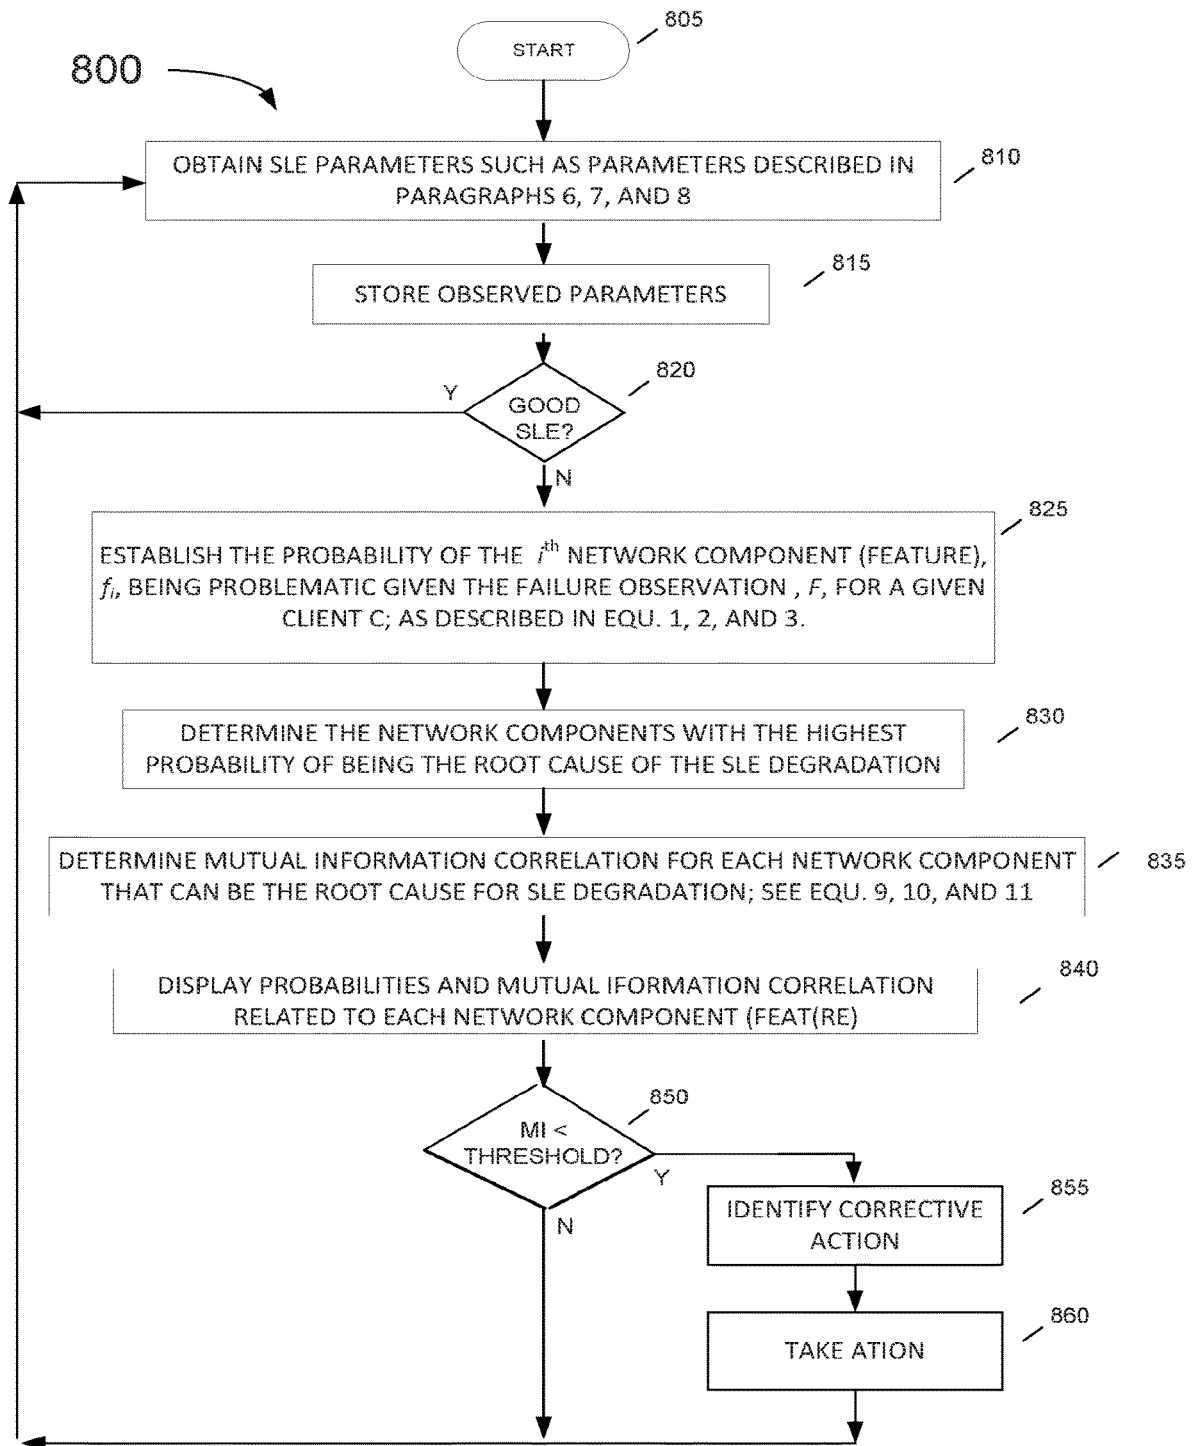 805
START
800
OBTAIN SLE PARAMETERS SUCH AS PARAMETERS DESCRIBED IN
PARAGRAPHS 6, 7, AND 8
810
815
STORE OBSERVED PARAMETERS
820
Y
GOOD
SLE?
N
825
ESTABLISH THE PROBABILITY OF THE ith NETWORK COMPONENT (FEATURE),
fi, BEING PROBLEMATIC GIVEN THE FAILURE OBSERVATION , F, FOR A GIVEN
CLIENT C; AS DESCRIBED IN EQU. 1, 2, AND 3.
830
DETERMINE THE NETWORK COMPONENTS WITH THE HIGHEST
PROBABILITY OF BEING THE ROOT CAUSE OF THE SLE DEGRADATION
DETERMINE MUTUAL INFORMATION CORRELATION FOR EACH NETWORK COMPONENT
THAT CAN BE THE ROOT CAUSE FOR SLE DEGRADATION; SEE EQU. 9, 10, AND 11
835
840
DISPLAY PROBABILITIES AND MUTUAL IFORMATION CORRELATION
RELATED TO EACH NETWORK COMPONENT (FEAT(RE)
850
MI <
THRESHOLD?
Y
N
855
IDENTIFY CORRECTIVE
ACTION
860
TAKE ATION